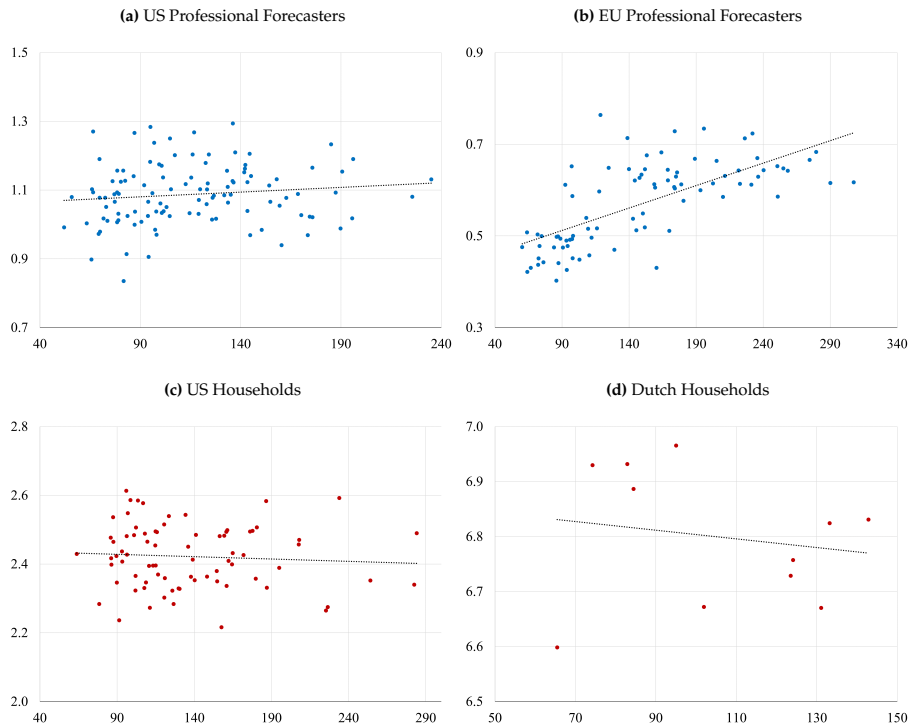 (a) US Professional Forecasters
1.5
1.3
1.1
0.9
0.7
40 90 140 190 240
(b) EU Professional Forecasters
0.9
0.7
0.5
0.3
40 90 140 190 240 290 340
(c) US Households
2.8
2.6
2.4
2.2
2.0
40 90 140 190 240 290
(d) Dutch Households
7.0
6.9
6.8
6.7
6.6
6.5
50 70 90 110 130 150